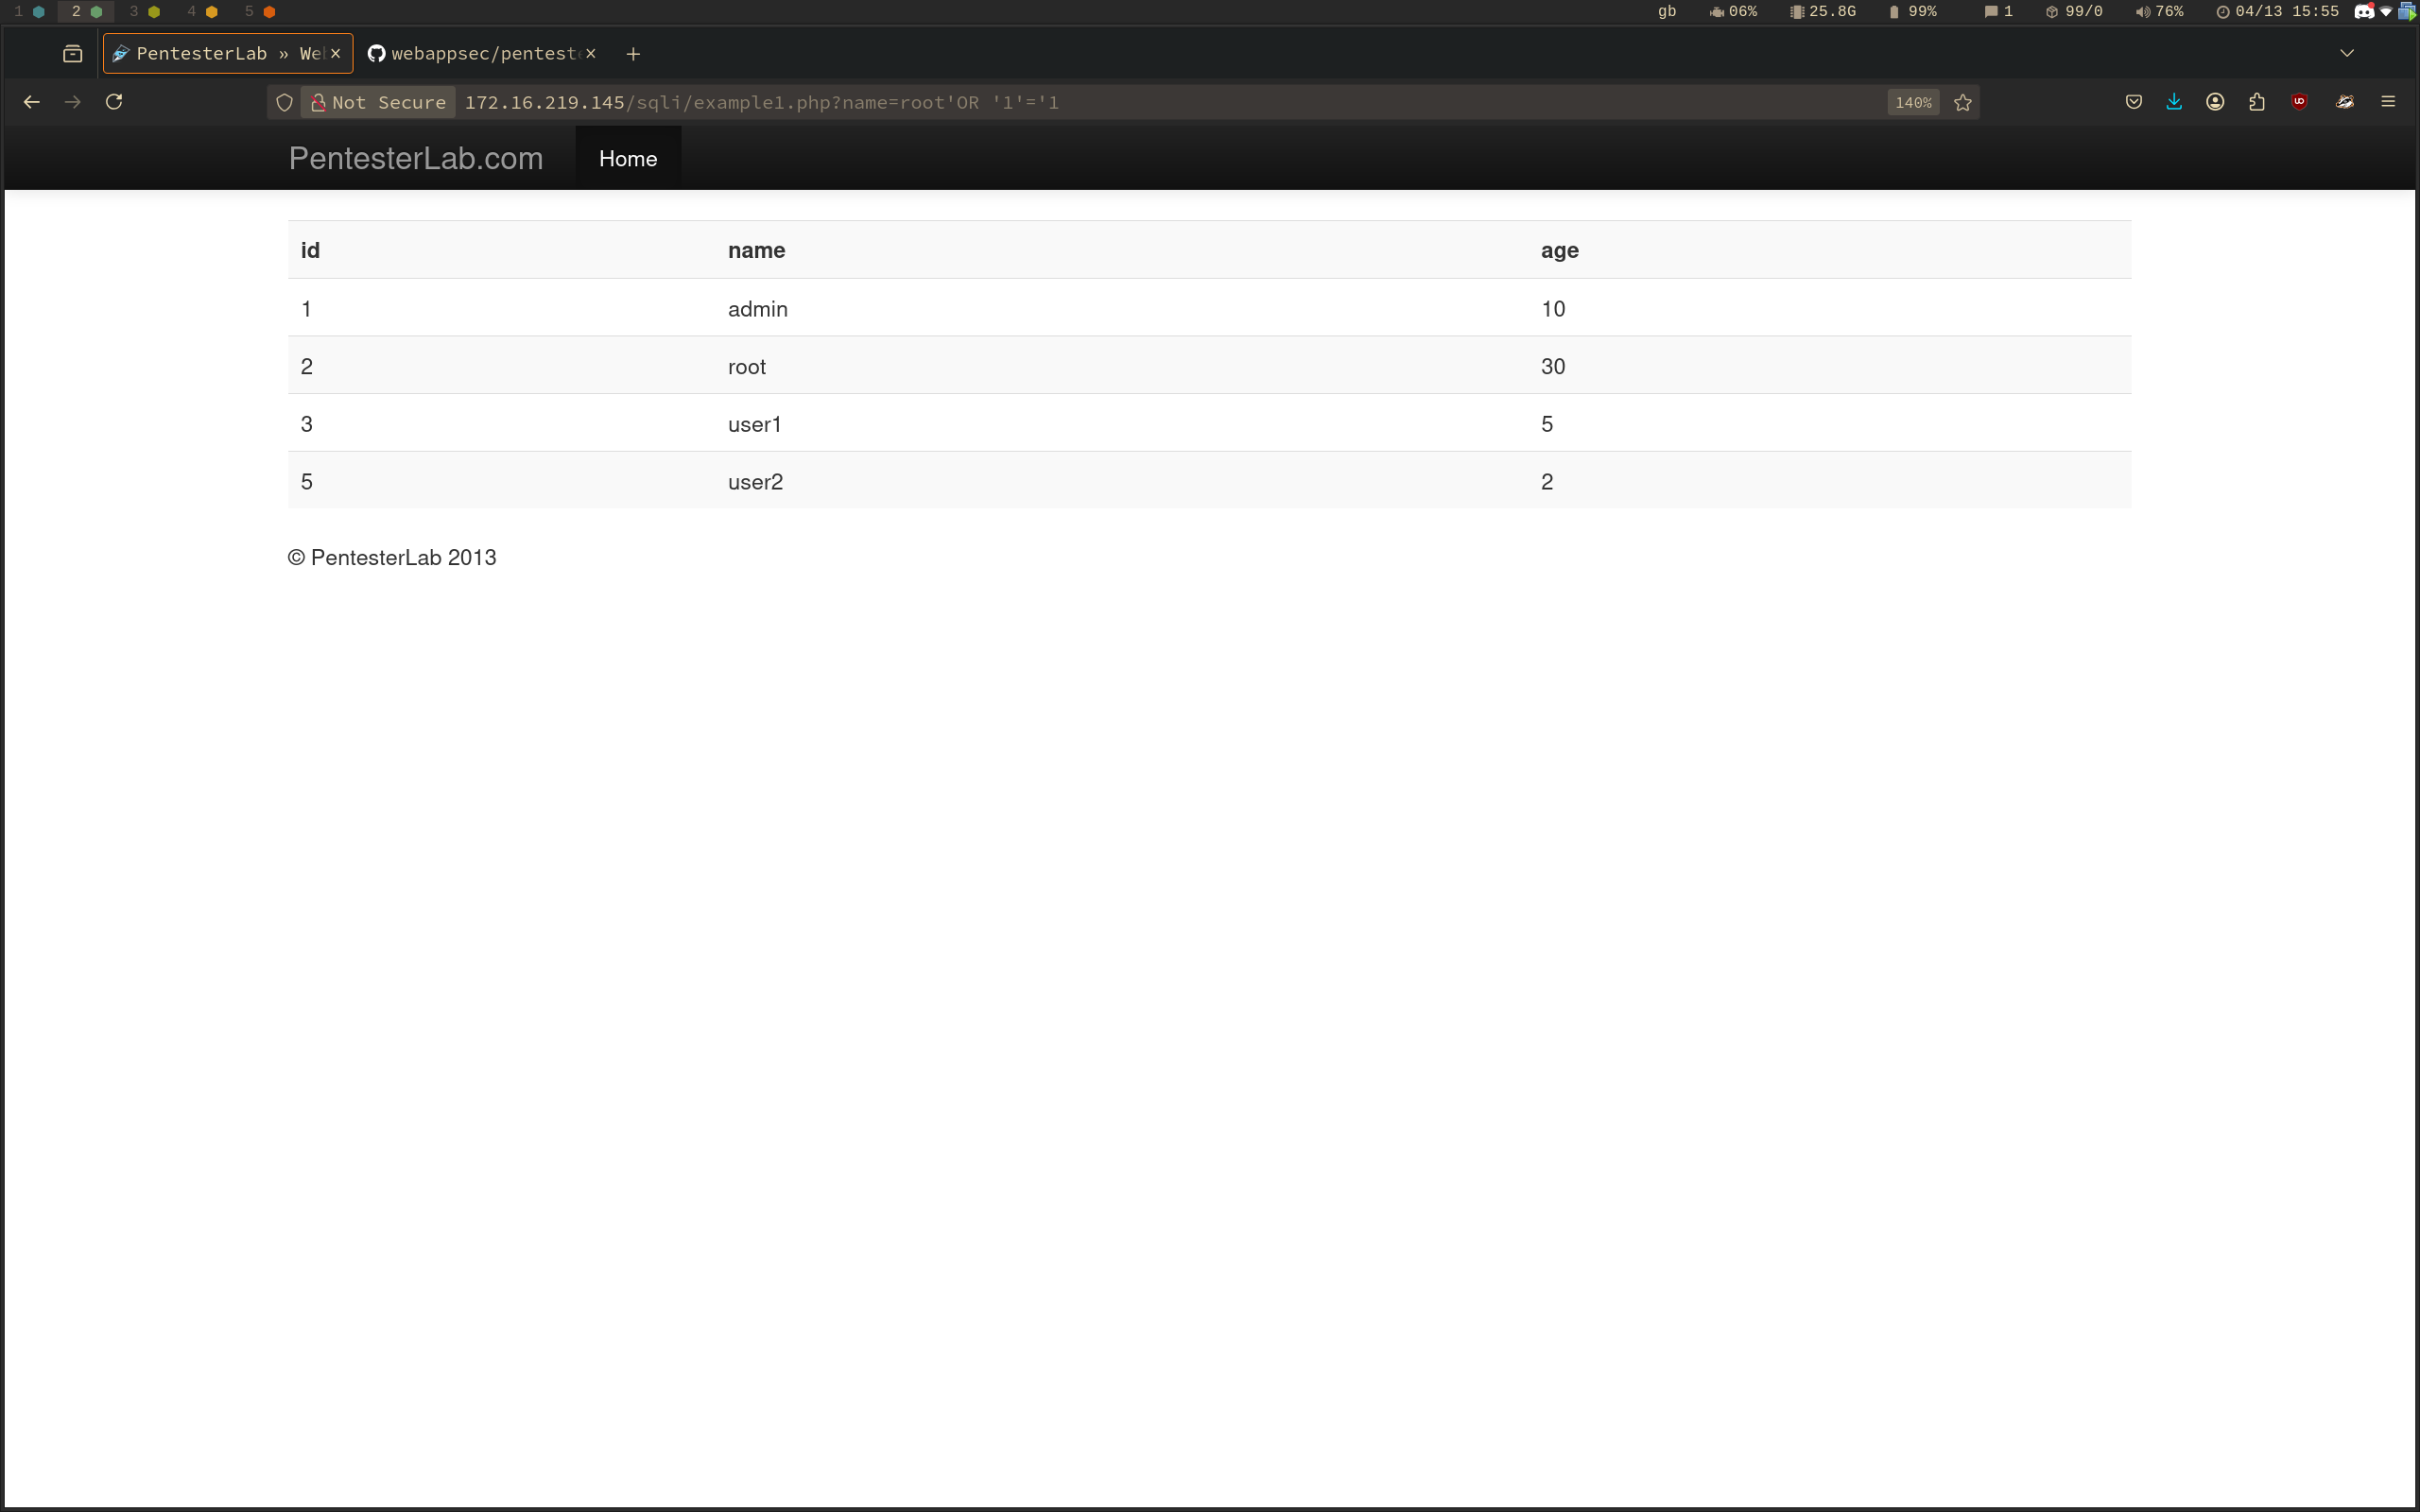 1 2 3 4 5 gb 06% 25.8G 99% 1 99/0 76% 04/13 15:55
PentesterLab » We webappsec/pentest
Not Secure 172.16.219.145/sqli/example1.php?name=root'OR '1'='1 140%
PentesterLab.com Home
id name age
1 admin 10
2 root 30
3 user1 5
5 user2 2
© PentesterLab 2013